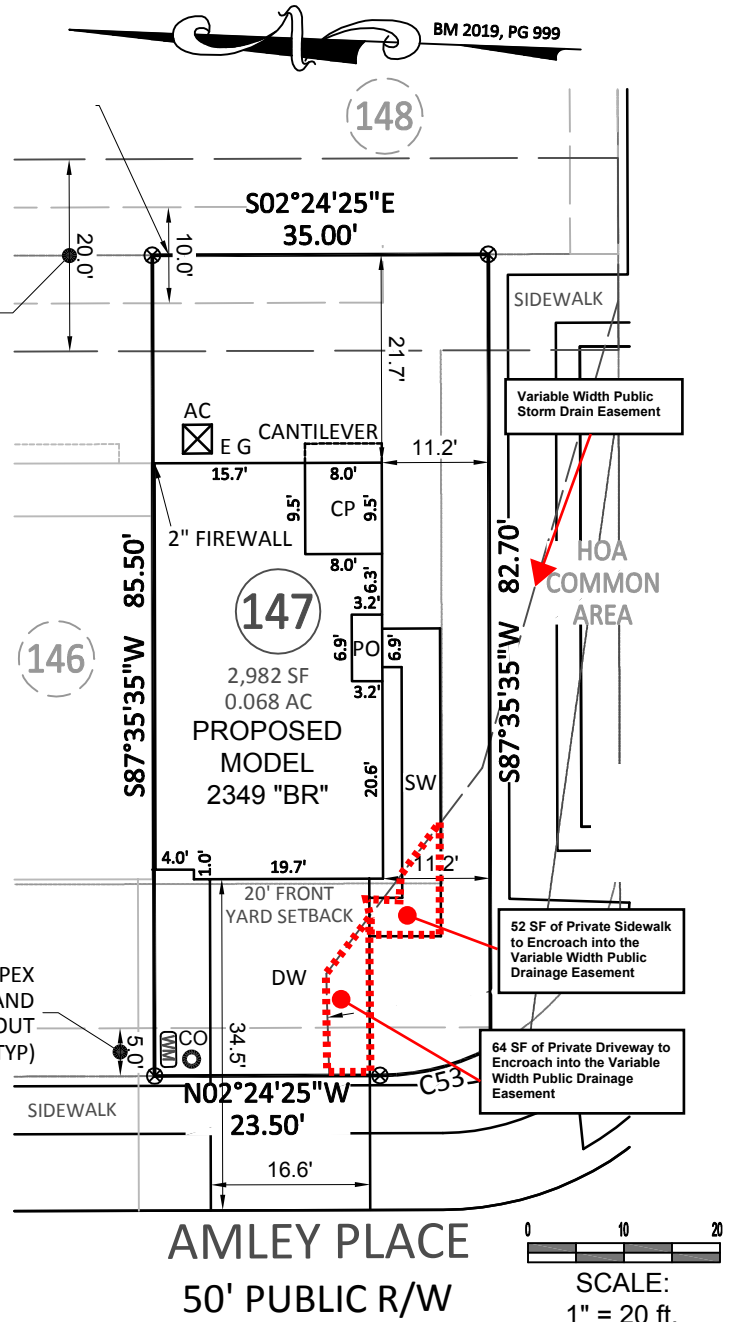 BM 2019, PG 999
148
S02°24'25"E
35.00'
20.0'
10.0'
SIDEWALK
21.7'
Variable Width Public
Storm Drain Easement
AC
E G
CANTILEVER
11.2'
15.7'
8.0'
9.5'
CP
9.5'
2" FIREWALL
8.0'
6.3'
3.2'
S87°35'35"W 85.50'
S87°35'35"W 82.70'
HOA
COMMON
AREA
147
146
6.9'
PO
6.9'
2,982 SF
0.068 AC
3.2'
PROPOSED
MODEL
2349 "BR"
20.6'
SW
4.0'
1.0'
19.7'
11.2'
20' FRONT
YARD SETBACK
52 SF of Private Sidewalk
to Encroach into the
Variable Width Public
Drainage Easement
DW
PEX
AND
OUT
TYP)
5.0'
WM
CO
34.5'
64 SF of Private Driveway to
Encroach into the Variable
Width Public Drainage
Easement
C53
N02°24'25"W
23.50'
SIDEWALK
16.6'
AMLEY PLACE
50' PUBLIC R/W
0 10 20
SCALE:
1" = 20 ft.